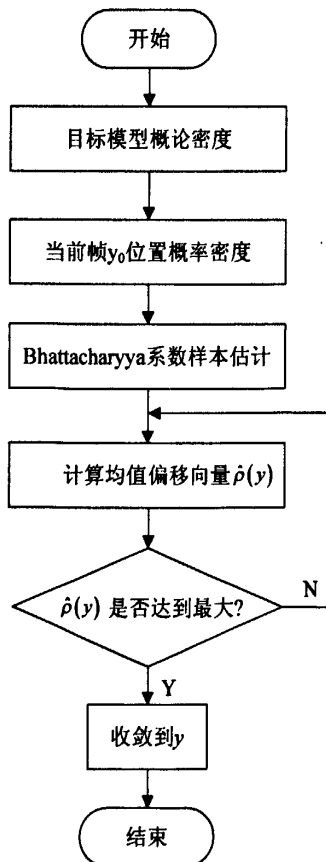 开始
目标模型概论密度
当前帧y₀位置概率密度
Bhattacharyya系数样本估计
计算均值偏移向量ρ̂(y)
ρ̂(y) 是否达到最大?
N
Y
收敛到y
结束